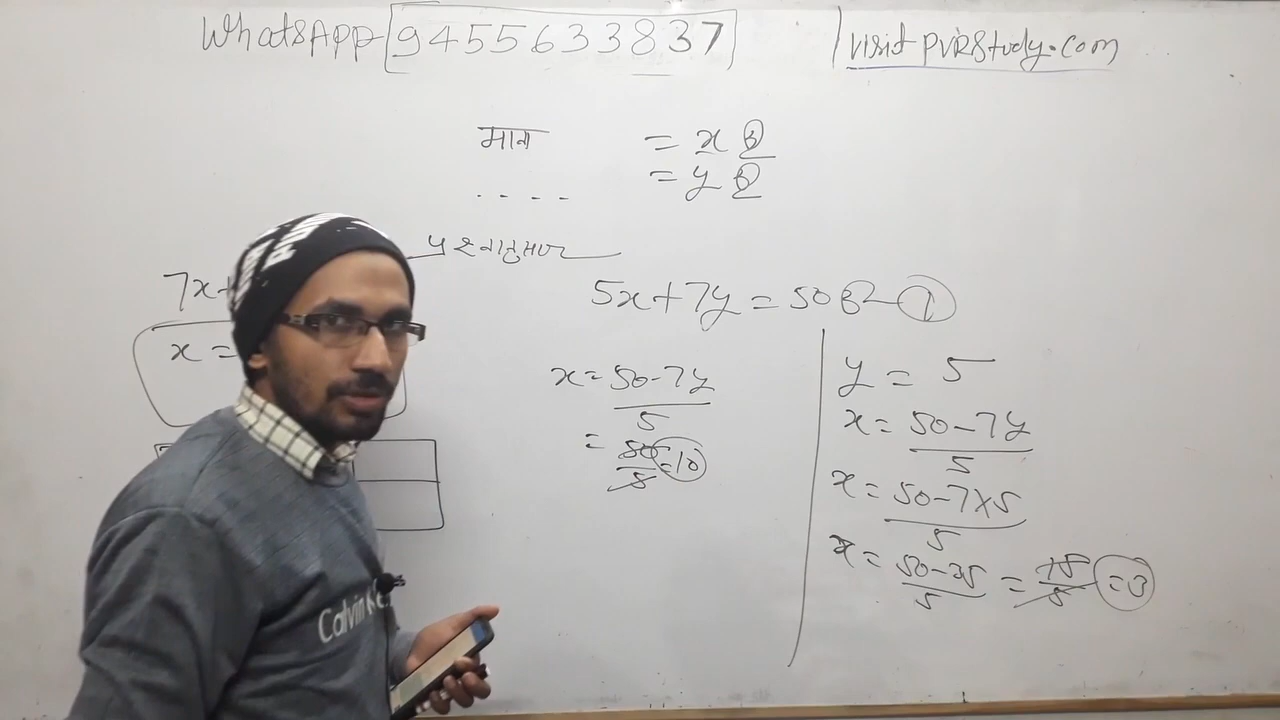 WhatsApp 9455633837
visit pvrstudy.com
माना = x ₹
= y ₹
. . . .
प्रश्नानुसार
7x+
x =
5x+7y = 50 ₹ — ①
x = 50-7y / 5
= 50 / 5 = 10
y = 5
x = 50-7y / 5
x = 50-7×5 / 5
x = 50-35 / 5 = 15 / 5 = 3
Calvin K